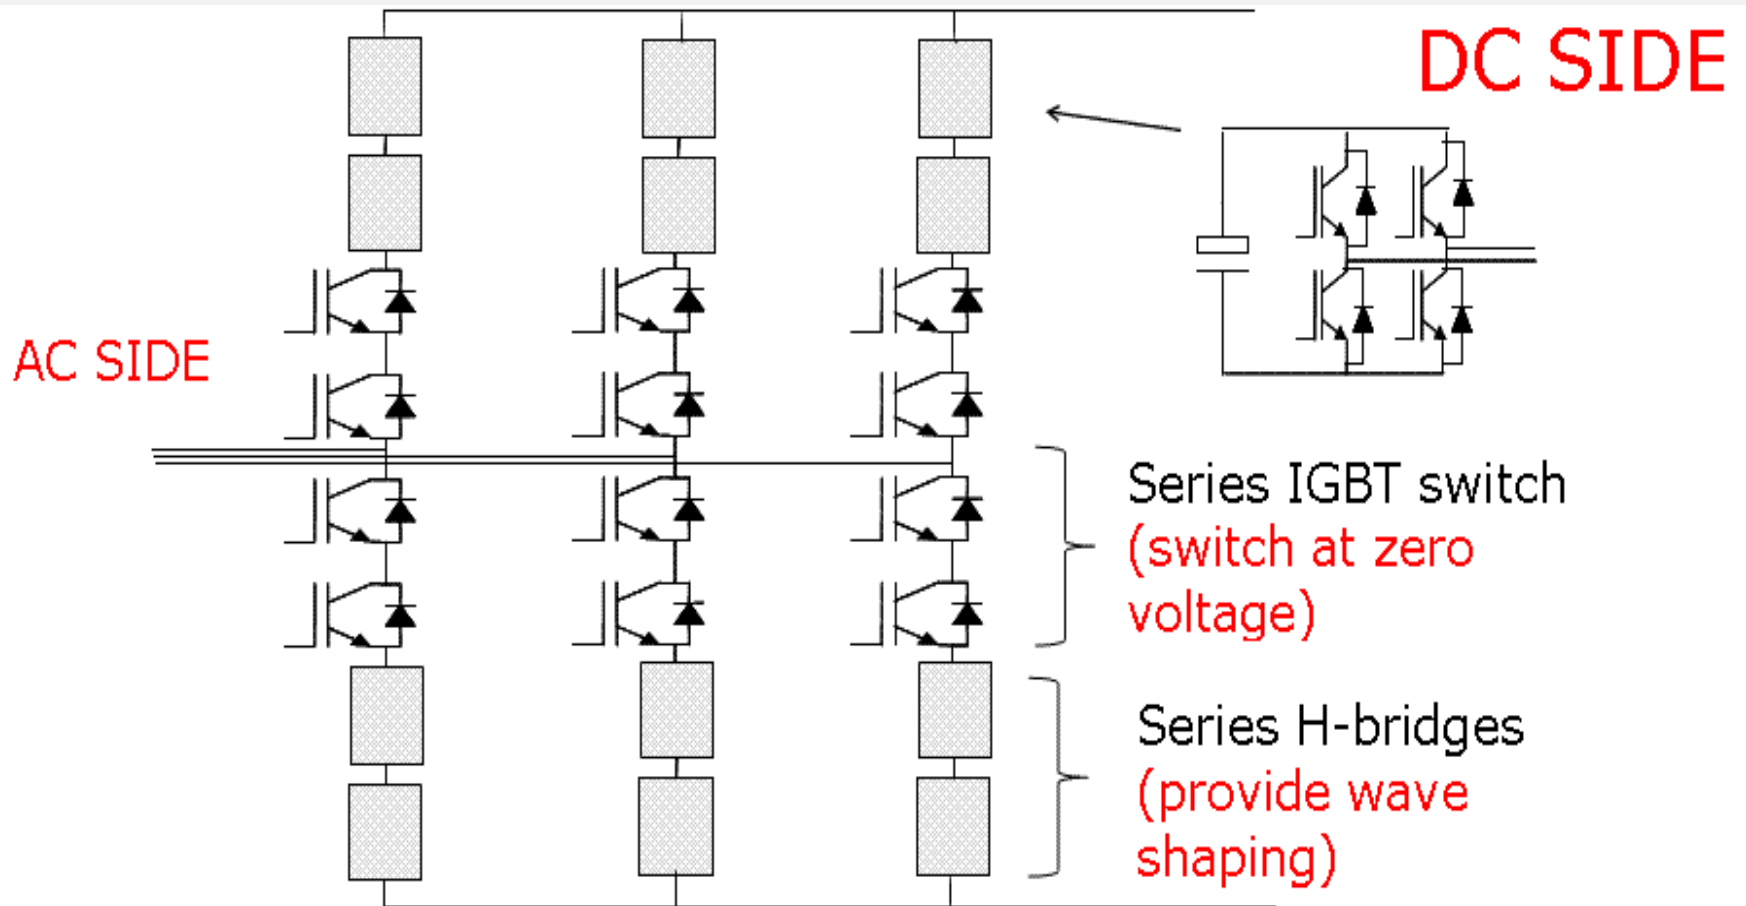 DC SIDE
AC SIDE
Series IGBT switch
(switch at zero
voltage)
Series H-bridges
(provide wave
shaping)